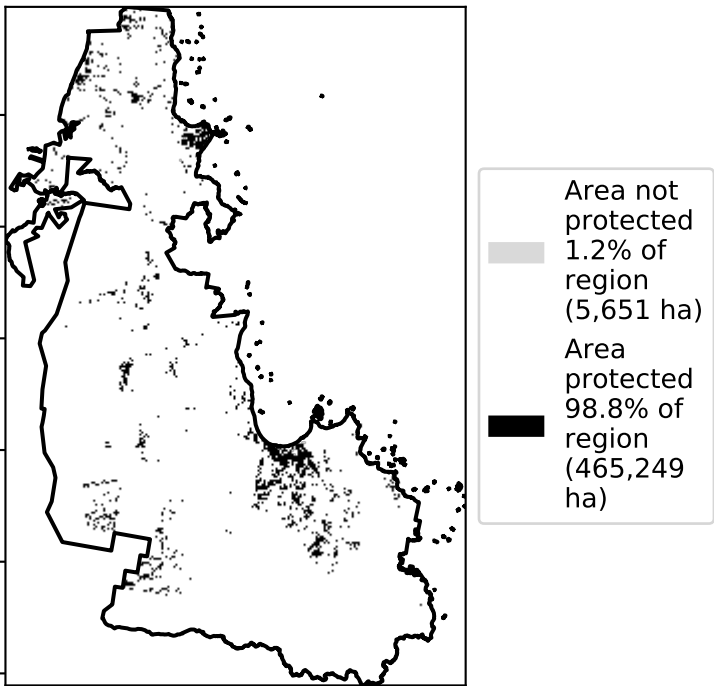 Area not
protected
1.2% of
region
(5,651 ha)
Area
protected
98.8% of
region
(465,249
ha)